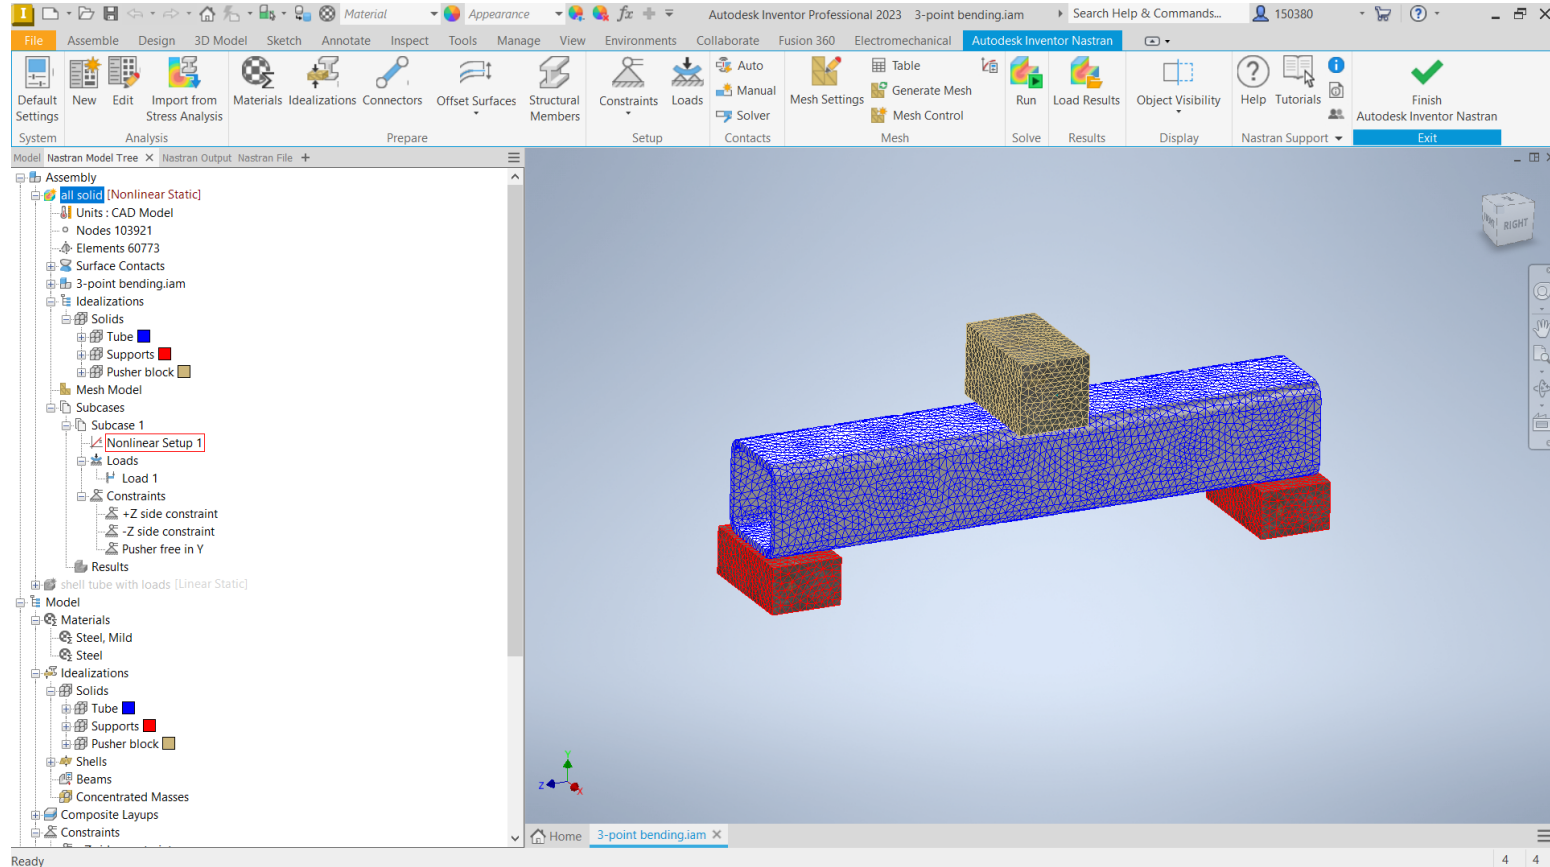 I Material Appearance fx Autodesk Inventor Professional 2023 3-point bending.iam Search Help & Commands... 150380
File Assemble Design 3D Model Sketch Annotate Inspect Tools Manage View Environments Collaborate Fusion 360 Electromechanical Autodesk Inventor Nastran
Default Settings New Edit Import from Stress Analysis Materials Idealizations Connectors Offset Surfaces Structural Members Constraints Loads
Auto
Manual
Solver
Mesh Settings
Table
Generate Mesh
Mesh Control
Run Load Results Object Visibility Help Tutorials Finish Autodesk Inventor Nastran
System Analysis Prepare Setup Contacts Mesh Solve Results Display Nastran Support Exit
Model Nastran Model Tree Nastran Output Nastran File
Assembly
all solid [Nonlinear Static]
Units : CAD Model
Nodes 103921
Elements 60773
Surface Contacts
3-point bending.iam
Idealizations
Solids
Tube
Supports
Pusher block
Mesh Model
Subcases
Subcase 1
Nonlinear Setup 1
Loads
Load 1
Constraints
+Z side constraint
-Z side constraint
Pusher free in Y
Results
shell tube with loads [Linear Static]
Model
Materials
Steel, Mild
Steel
Idealizations
Solids
Tube
Supports
Pusher block
Shells
Beams
Concentrated Masses
Composite Layups
Constraints
RIGHT
Y
Z
X
Home 3-point bending.iam
Ready
4 4